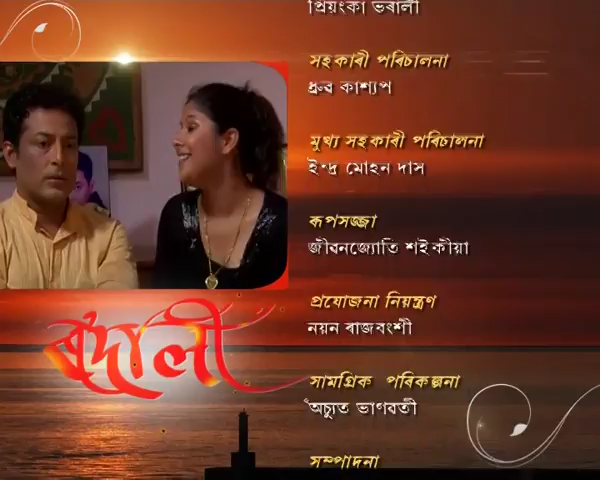 প্ৰিয়ংকা ভৰালী
সহকাৰী পৰিচালনা
ধ্ৰুৱ কাশ্যপ
মুখ্য সহকাৰী পৰিচালনা
ইন্দ্ৰ মোহন দাস
ৰূপসজ্জা
জীৱনজ্যোতি শইকীয়া
প্ৰযোজনা নিয়ন্ত্ৰণ
নয়ন ৰাজবংশী
সামগ্ৰিক পৰিকল্পনা
অচ্যুত ভাগৱতী
সম্পাদনা
ৰ'দালী